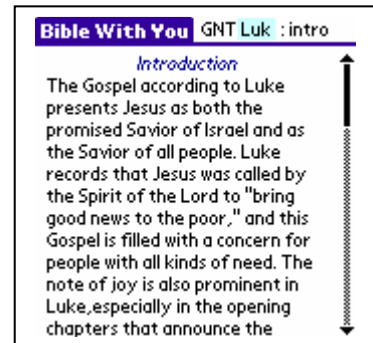 Bible With You GNT Luk : intro
Introduction
The Gospel according to Luke
presents Jesus as both the
promised Savior of Israel and as
the Savior of all people. Luke
records that Jesus was called by
the Spirit of the Lord to "bring
good news to the poor," and this
Gospel is filled with a concern for
people with all kinds of need. The
note of joy is also prominent in
Luke,especially in the opening
chapters that announce the